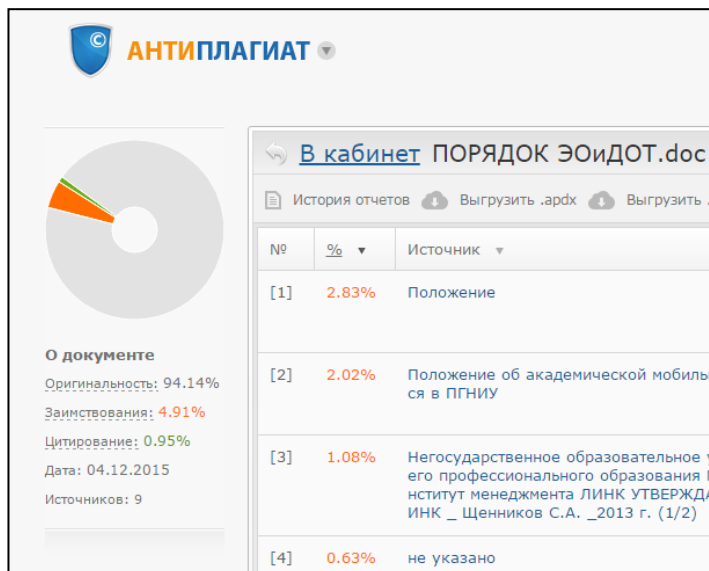 ©
АНТИПЛАГИАТ
В кабинет ПОРЯДОК ЭОиДОТ.doc
История отчетов Выгрузить .apdx Выгрузить
№ % Источник
[1] 2.83% Положение
[2] 2.02% Положение об академической
ся в ПГНИУ
[3] 1.08% Негосударственное образовательное
его профессионального образования
нститут менеджмента ЛИНК
ИНК _ Щенников С.А. _2013 г. (1/2)
[4] 0.63% не указано
О документе
Оригинальность: 94.14%
Заимствования: 4.91%
Цитирование: 0.95%
Дата: 04.12.2015
Источников: 9